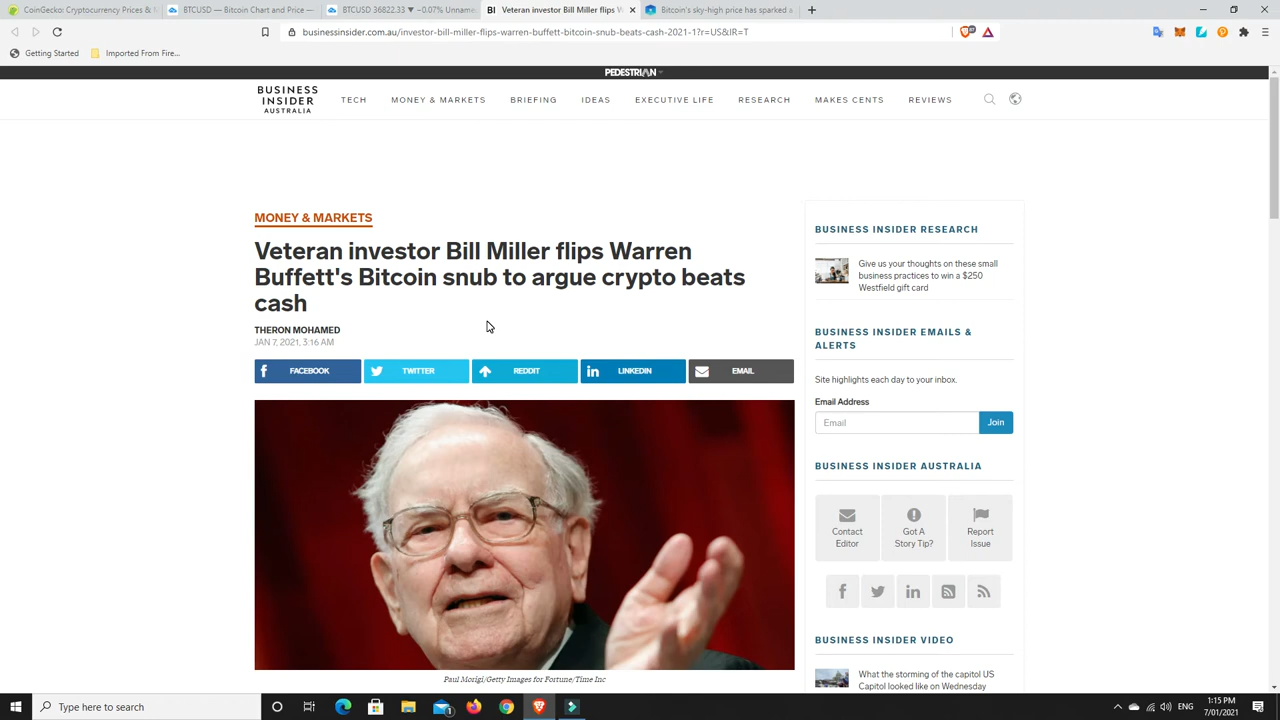 CoinGecko: Cryptocurrency Prices &
BTCUSD — Bitcoin Chart and Price —
BTCUSD 36822.33 ▼ −0.07% Unname
BI
Veteran investor Bill Miller flips W
Bitcoin's sky-high price has sparked a
businessinsider.com.au/investor-bill-miller-flips-warren-buffett-bitcoin-snub-beats-cash-2021-1?r=US&IR=T
Getting Started
Imported From Fire...
PEDESTRIAN
BUSINESS
INSIDER
AUSTRALIA
TECH
MONEY & MARKETS
BRIEFING
IDEAS
EXECUTIVE LIFE
RESEARCH
MAKES CENTS
REVIEWS
MONEY & MARKETS
Veteran investor Bill Miller flips Warren
Buffett's Bitcoin snub to argue crypto beats
cash
THERON MOHAMED
JAN 7, 2021, 3:16 AM
FACEBOOK
TWITTER
REDDIT
LINKEDIN
EMAIL
Paul Morigi/Getty Images for Fortune/Time Inc
BUSINESS INSIDER RESEARCH
Give us your thoughts on these small
business practices to win a $250
Westfield gift card
BUSINESS INSIDER EMAILS &
ALERTS
Site highlights each day to your inbox.
Email Address
Email
Join
BUSINESS INSIDER AUSTRALIA
Contact
Editor
Got A
Story Tip?
Report
Issue
BUSINESS INSIDER VIDEO
What the storming of the capitol US
Capitol looked like on Wednesday
Type here to search
ENG
1:15 PM
7/01/2021